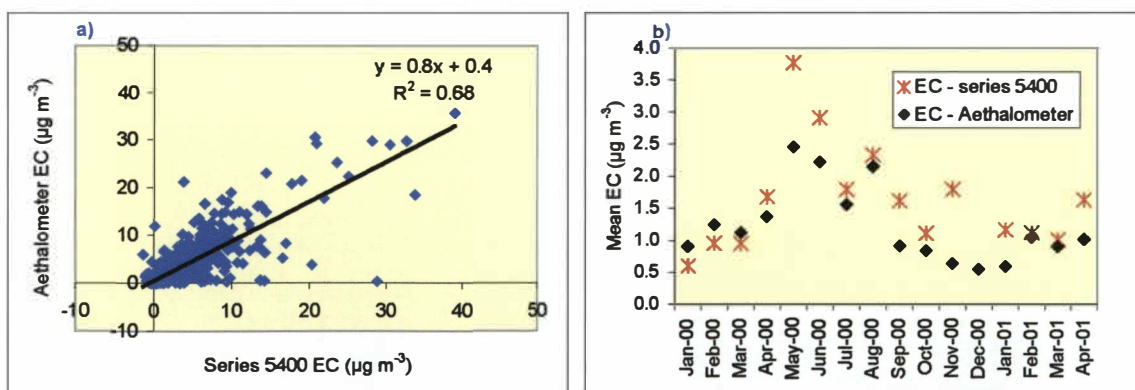 a)
50
40
30
20
10
0
-10
Aethalometer EC (µg m⁻³)
y = 0.8x + 0.4
R² = 0.68
-10 0 10 20 30 40 50
Series 5400 EC (µg m⁻³)
b)
4.0
3.5
3.0
2.5
2.0
1.5
1.0
0.5
0.0
Mean EC (µg m⁻³)
EC - series 5400
EC - Aethalometer
Jan-00
Feb-00
Mar-00
Apr-00
May-00
Jun-00
Jul-00
Aug-00
Sep-00
Oct-00
Nov-00
Dec-00
Jan-01
Feb-01
Mar-01
Apr-01